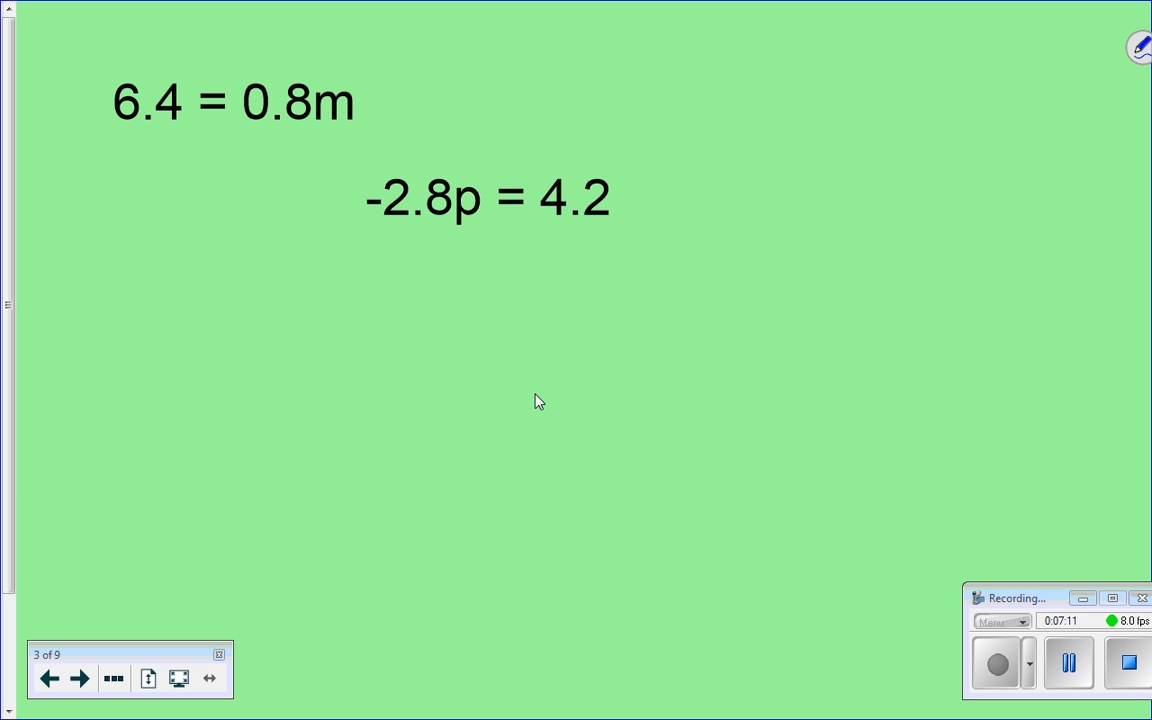 6.4 = 0.8m
-2.8p = 4.2
Recording...
Menu
0:07:11
8.0 fps
3 of 9